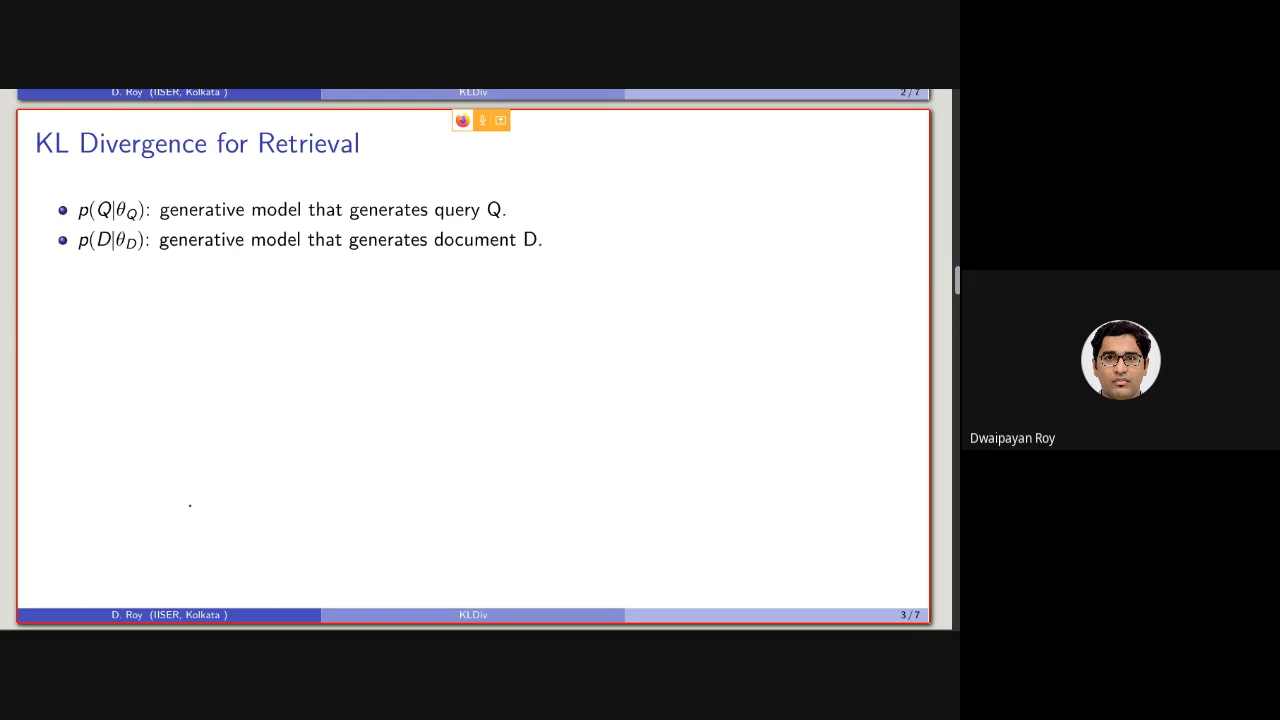 D. Roy (IISER, Kolkata )
KLDiv
2 / 7
KL Divergence for Retrieval
p(Q|θ_Q): generative model that generates query Q.
p(D|θ_D): generative model that generates document D.
Dwaipayan Roy
D. Roy (IISER, Kolkata )
KLDiv
3 / 7